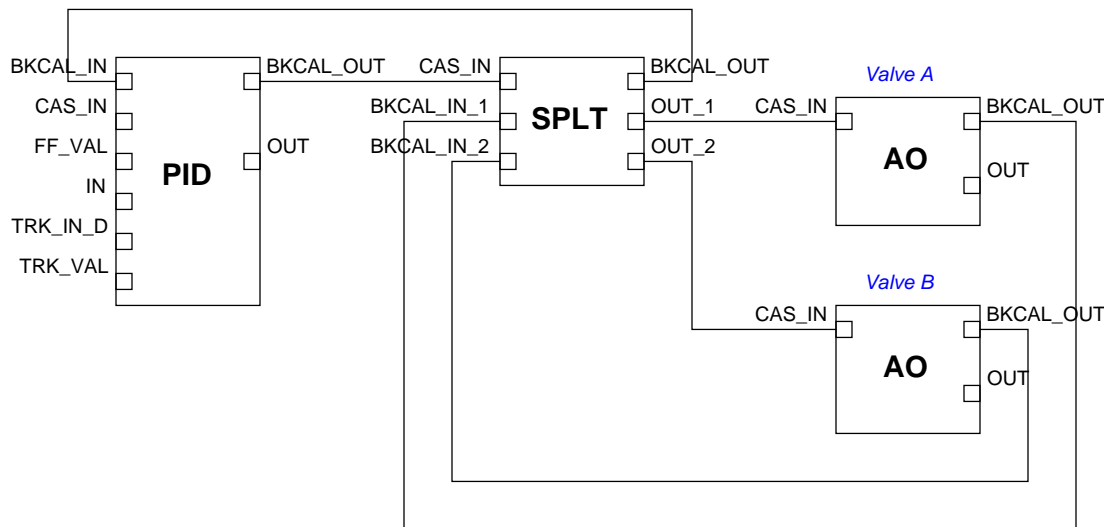 BKCAL_IN
CAS_IN
FF_VAL
IN
TRK_IN_D
TRK_VAL
PID
BKCAL_OUT
OUT
CAS_IN
BKCAL_IN_1
BKCAL_IN_2
SPLT
BKCAL_OUT
OUT_1
OUT_2
Valve A
CAS_IN
AO
BKCAL_OUT
OUT
Valve B
CAS_IN
AO
BKCAL_OUT
OUT